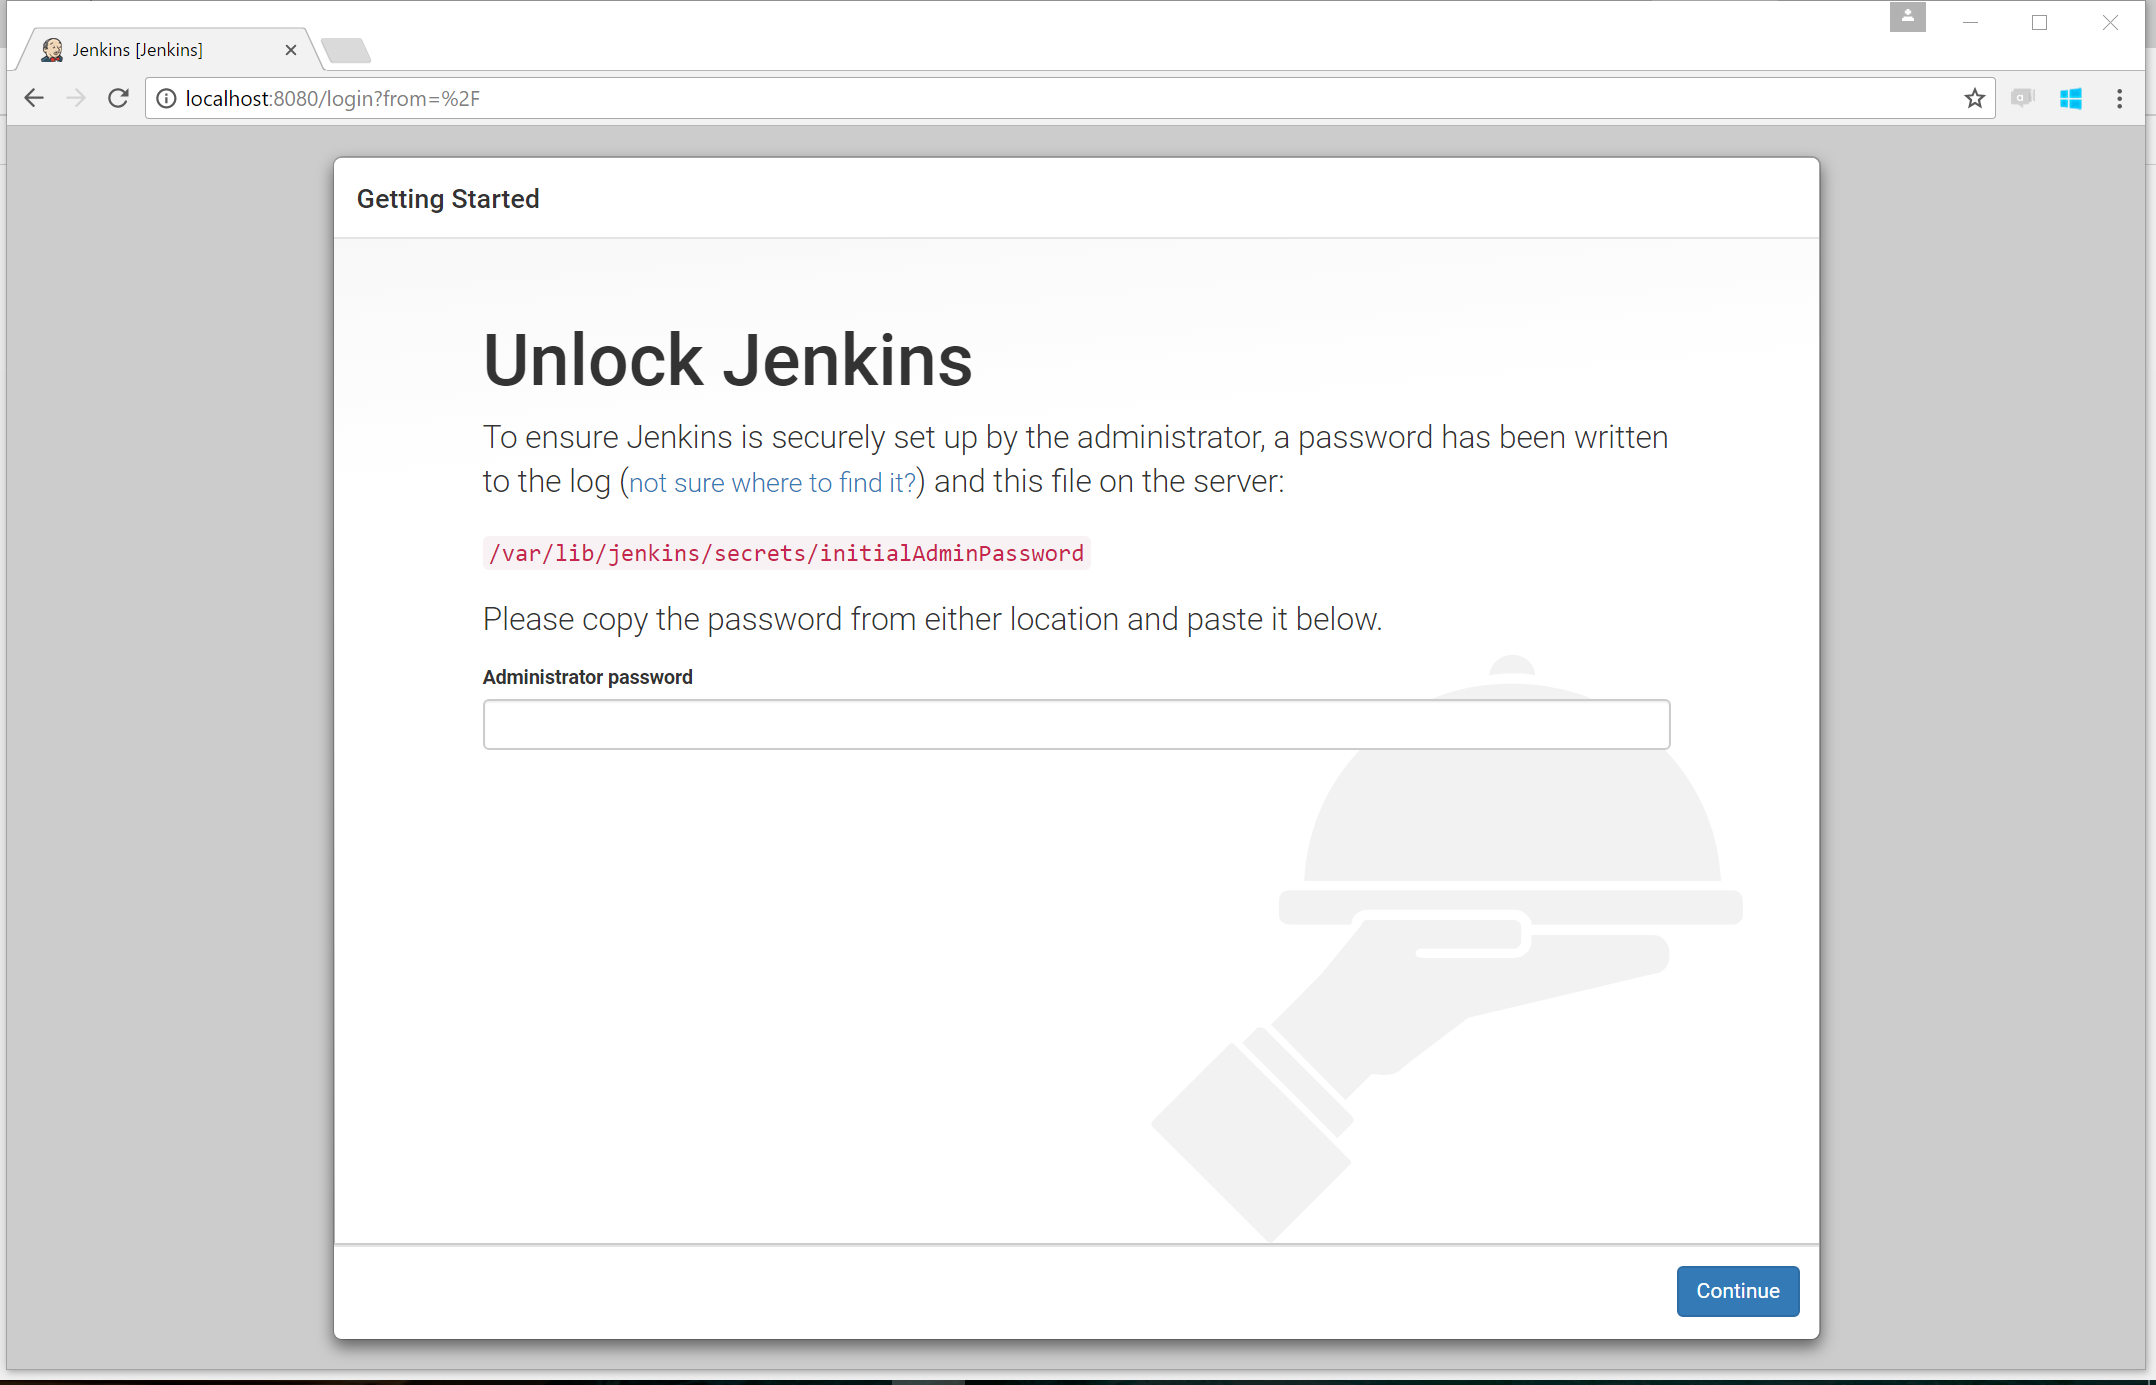 Jenkins [Jenkins]
localhost:8080/login?from=%2F
Getting Started
Unlock Jenkins
To ensure Jenkins is securely set up by the administrator, a password has been written
to the log (not sure where to find it?) and this file on the server:
/var/lib/jenkins/secrets/initialAdminPassword
Please copy the password from either location and paste it below.
Administrator password
Continue